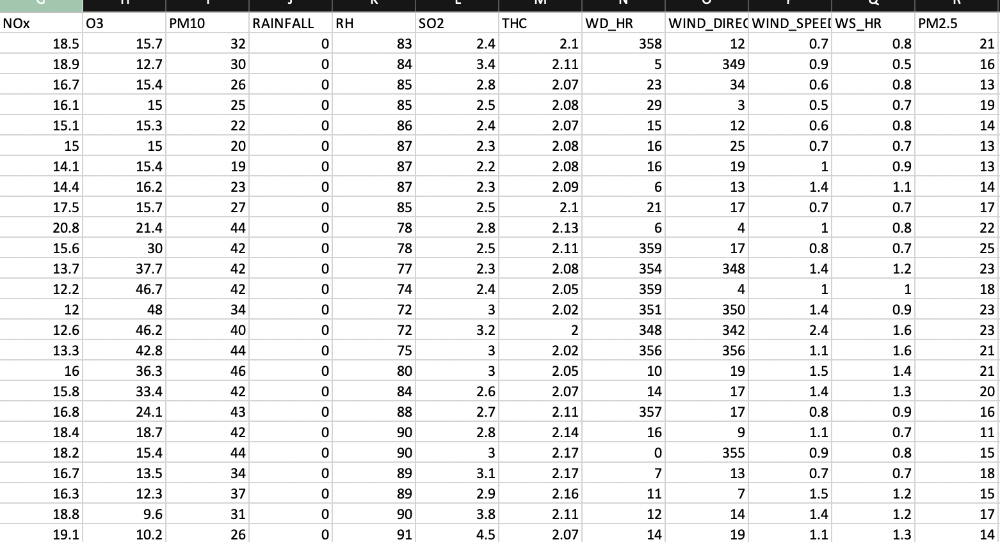 G H I J K L M N O P Q R
NOx O3 PM10 RAINFALL RH SO2 THC WD_HR WIND_DIREC WIND_SPEED WS_HR PM2.5
18.5 15.7 32 0 83 2.4 2.1 358 12 0.7 0.8 21
18.9 12.7 30 0 84 3.4 2.11 5 349 0.9 0.5 16
16.7 15.4 26 0 85 2.8 2.07 23 34 0.6 0.8 13
16.1 15 25 0 85 2.5 2.08 29 3 0.5 0.7 19
15.1 15.3 22 0 86 2.4 2.07 15 12 0.6 0.8 14
15 15 20 0 87 2.3 2.08 16 25 0.7 0.7 13
14.1 15.4 19 0 87 2.2 2.08 16 19 1 0.9 13
14.4 16.2 23 0 87 2.3 2.09 6 13 1.4 1.1 14
17.5 15.7 27 0 85 2.5 2.1 21 17 0.7 0.7 17
20.8 21.4 44 0 78 2.8 2.13 6 4 1 0.8 22
15.6 30 42 0 78 2.5 2.11 359 17 0.8 0.7 25
13.7 37.7 42 0 77 2.3 2.08 354 348 1.4 1.2 23
12.2 46.7 42 0 74 2.4 2.05 359 4 1 1 18
12 48 34 0 72 3 2.02 351 350 1.4 0.9 23
12.6 46.2 40 0 72 3.2 2 348 342 2.4 1.6 23
13.3 42.8 44 0 75 3 2.02 356 356 1.1 1.6 21
16 36.3 46 0 80 3 2.05 10 19 1.5 1.4 21
15.8 33.4 42 0 84 2.6 2.07 14 17 1.4 1.3 20
16.8 24.1 43 0 88 2.7 2.11 357 17 0.8 0.9 16
18.4 18.7 42 0 90 2.8 2.14 16 9 1.1 0.7 11
18.2 15.4 44 0 90 3 2.17 0 355 0.9 0.8 15
16.7 13.5 34 0 89 3.1 2.17 7 13 0.7 0.7 18
16.3 12.3 37 0 89 2.9 2.16 11 7 1.5 1.2 15
18.8 9.6 31 0 90 3.8 2.11 12 14 1.4 1.2 17
19.1 10.2 26 0 91 4.5 2.07 14 19 1.1 1.3 14